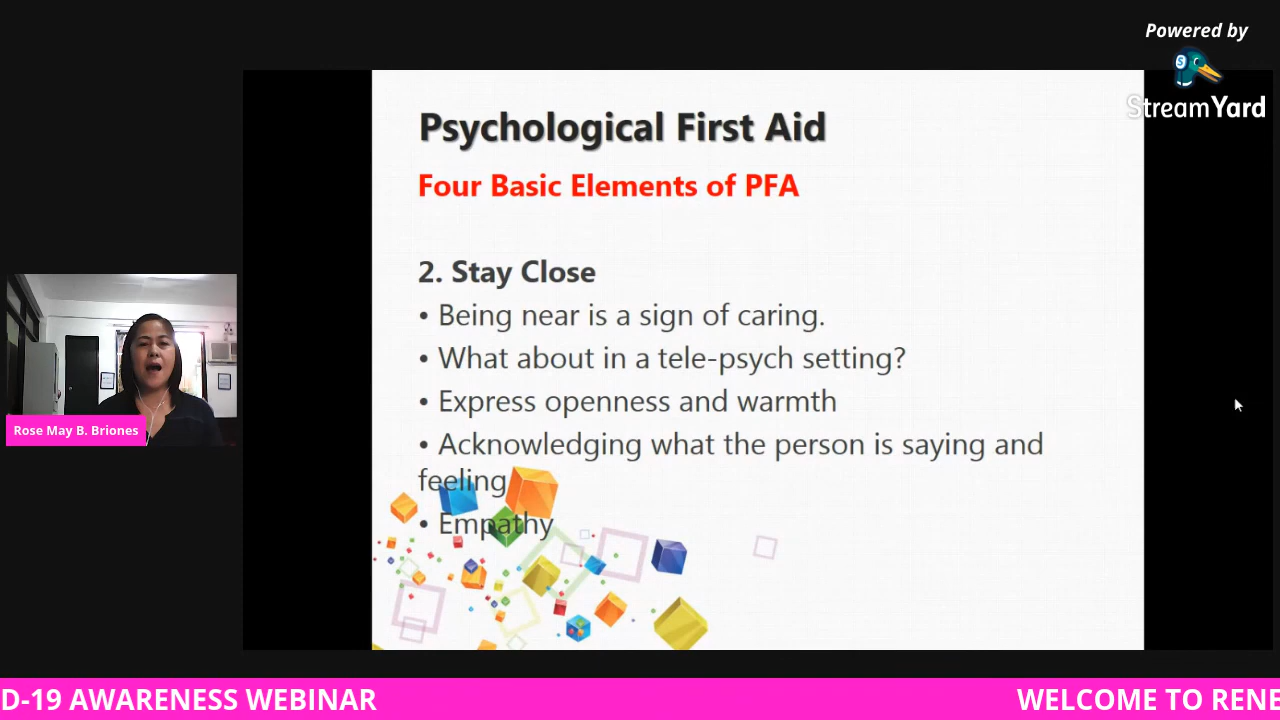 Powered by
StreamYard
Psychological First Aid
Four Basic Elements of PFA
2. Stay Close
• Being near is a sign of caring.
• What about in a tele-psych setting?
• Express openness and warmth
• Acknowledging what the person is saying and
feeling
• Empathy
Rose May B. Briones
D-19 AWARENESS WEBINAR
WELCOME TO RENE